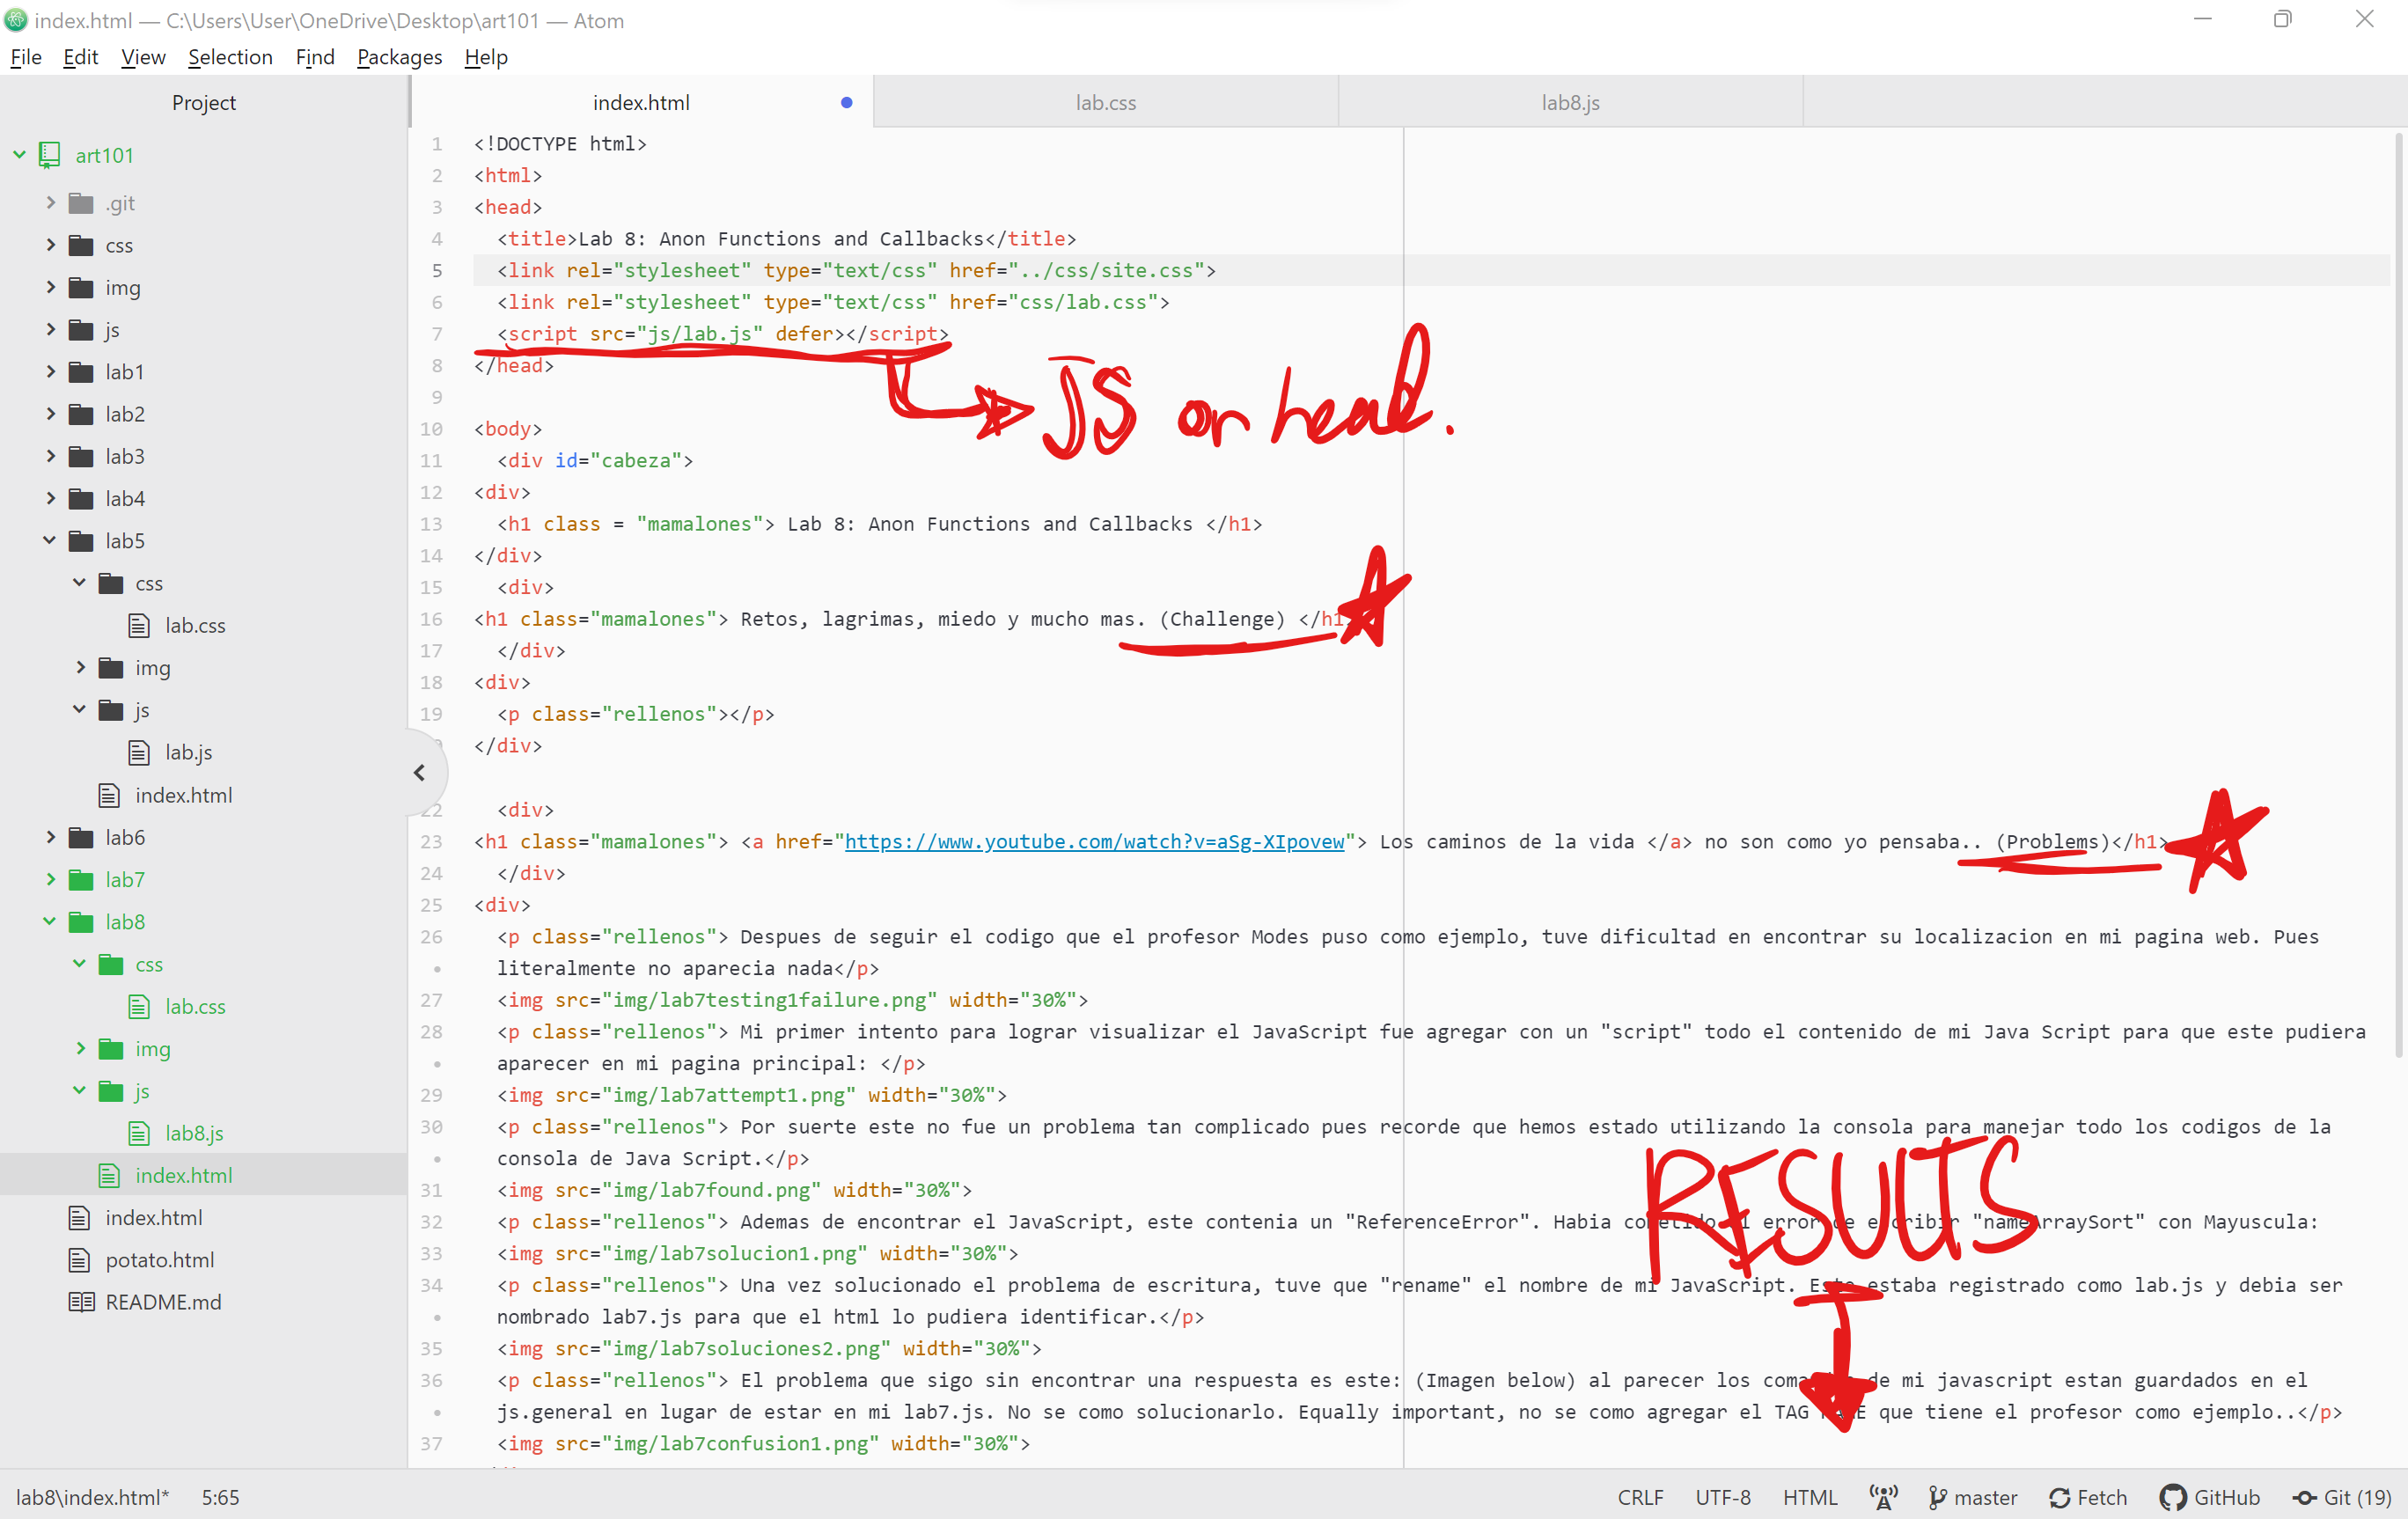 index.html — C:\Users\User\OneDrive\Desktop\art101 — Atom
File Edit View Selection Find Packages Help
Project
art101
.git
css
img
js
lab1
lab2
lab3
lab4
lab5
css
lab.css
img
js
lab.js
index.html
lab6
lab7
lab8
css
lab.css
img
js
lab8.js
index.html
index.html
potato.html
README.md
index.html lab.css lab8.js
1 <!DOCTYPE html>
2 <html>
3 <head>
4 <title>Lab 8: Anon Functions and Callbacks</title>
5 <link rel="stylesheet" type="text/css" href="../css/site.css">
6 <link rel="stylesheet" type="text/css" href="css/lab.css">
7 <script src="js/lab.js" defer></script>
8 </head>
JS on head.
9
10 <body>
11 <div id="cabeza">
12 <div>
13 <h1 class = "mamalones"> Lab 8: Anon Functions and Callbacks </h1>
14 </div>
15 <div>
16 <h1 class="mamalones"> Retos, lagrimas, miedo y mucho mas. (Challenge) </h1
17 </div>
18 <div>
19 <p class="rellenos"></p>
</div>
22 <div>
23 <h1 class="mamalones"> <a href="https://www.youtube.com/watch?v=aSg-XIpovew"> Los caminos de la vida </a> no son como yo pensaba.. (Problems)</h1>
24 </div>
25 <div>
26 <p class="rellenos"> Despues de seguir el codigo que el profesor Modes puso como ejemplo, tuve dificultad en encontrar su localizacion en mi pagina web. Pues
literalmente no aparecia nada</p>
27 <img src="img/lab7testing1failure.png" width="30%">
28 <p class="rellenos"> Mi primer intento para lograr visualizar el JavaScript fue agregar con un "script" todo el contenido de mi Java Script para que este pudiera
aparecer en mi pagina principal: </p>
29 <img src="img/lab7attempt1.png" width="30%">
30 <p class="rellenos"> Por suerte este no fue un problema tan complicado pues recorde que hemos estado utilizando la consola para manejar todo los codigos de la
consola de Java Script.</p>
31 <img src="img/lab7found.png" width="30%">
RESULTS
32 <p class="rellenos"> Ademas de encontrar el JavaScript, este contenia un "ReferenceError". Habia cometido el error de escribir "nameArraySort" con Mayuscula:
33 <img src="img/lab7solucion1.png" width="30%">
34 <p class="rellenos"> Una vez solucionado el problema de escritura, tuve que "rename" el nombre de mi JavaScript. Este estaba registrado como lab.js y debia ser
nombrado lab7.js para que el html lo pudiera identificar.</p>
35 <img src="img/lab7soluciones2.png" width="30%">
36 <p class="rellenos"> El problema que sigo sin encontrar una respuesta es este: (Imagen below) al parecer los comandos de mi javascript estan guardados en el
js.general en lugar de estar en mi lab7.js. No se como solucionarlo. Equally important, no se como agregar el TAG NAME que tiene el profesor como ejemplo..</p>
37 <img src="img/lab7confusion1.png" width="30%">
lab8\index.html* 5:65 CRLF UTF-8 HTML master Fetch GitHub Git (19)